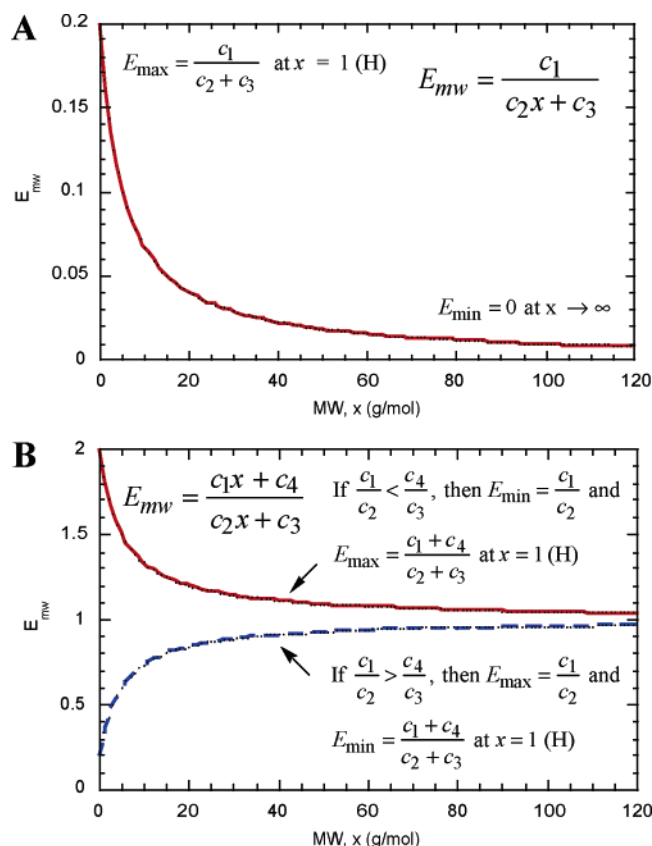 A
0.2
0.15
0.1
0.05
0
E_mw
E_max = c_1 / (c_2 + c_3) at x = 1 (H)
E_mw = c_1 / (c_2x + c_3)
E_min = 0 at x → ∞
0 20 40 60 80 100 120
MW, x (g/mol)
B
2
1.5
1
0.5
0
E_mw
E_mw = (c_1x + c_4) / (c_2x + c_3)
If c_1/c_2 < c_4/c_3, then E_min = c_1/c_2 and
E_max = (c_1 + c_4) / (c_2 + c_3) at x = 1 (H)
If c_1/c_2 > c_4/c_3, then E_max = c_1/c_2 and
E_min = (c_1 + c_4) / (c_2 + c_3) at x = 1 (H)
0 20 40 60 80 100 120
MW, x (g/mol)